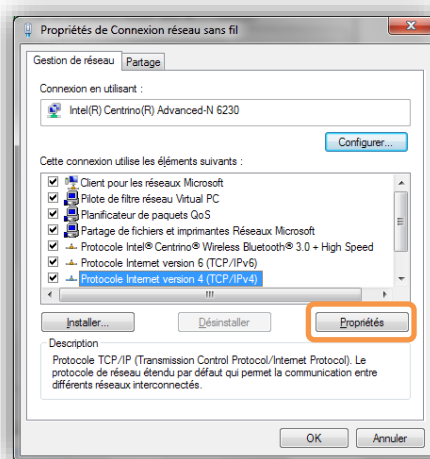 Propriétés de Connexion réseau sans fil
Gestion de réseau Partage
Connexion en utilisant :
Intel(R) Centrino(R) Advanced-N 6230
Configurer...
Cette connexion utilise les éléments suivants :
Client pour les réseaux Microsoft
Pilote de filtre réseau Virtual PC
Planificateur de paquets QoS
Partage de fichiers et imprimantes Réseaux Microsoft
Protocole Intel® Centrino® Wireless Bluetooth® 3.0 + High Speed
Protocole Internet version 6 (TCP/IPv6)
Protocole Internet version 4 (TCP/IPv4)
Installer... Désinstaller Propriétés
Description
Protocole TCP/IP (Transmission Control Protocol/Internet Protocol). Le
protocole de réseau étendu par défaut qui permet la communication entre
différents réseaux interconnectés.
OK Annuler